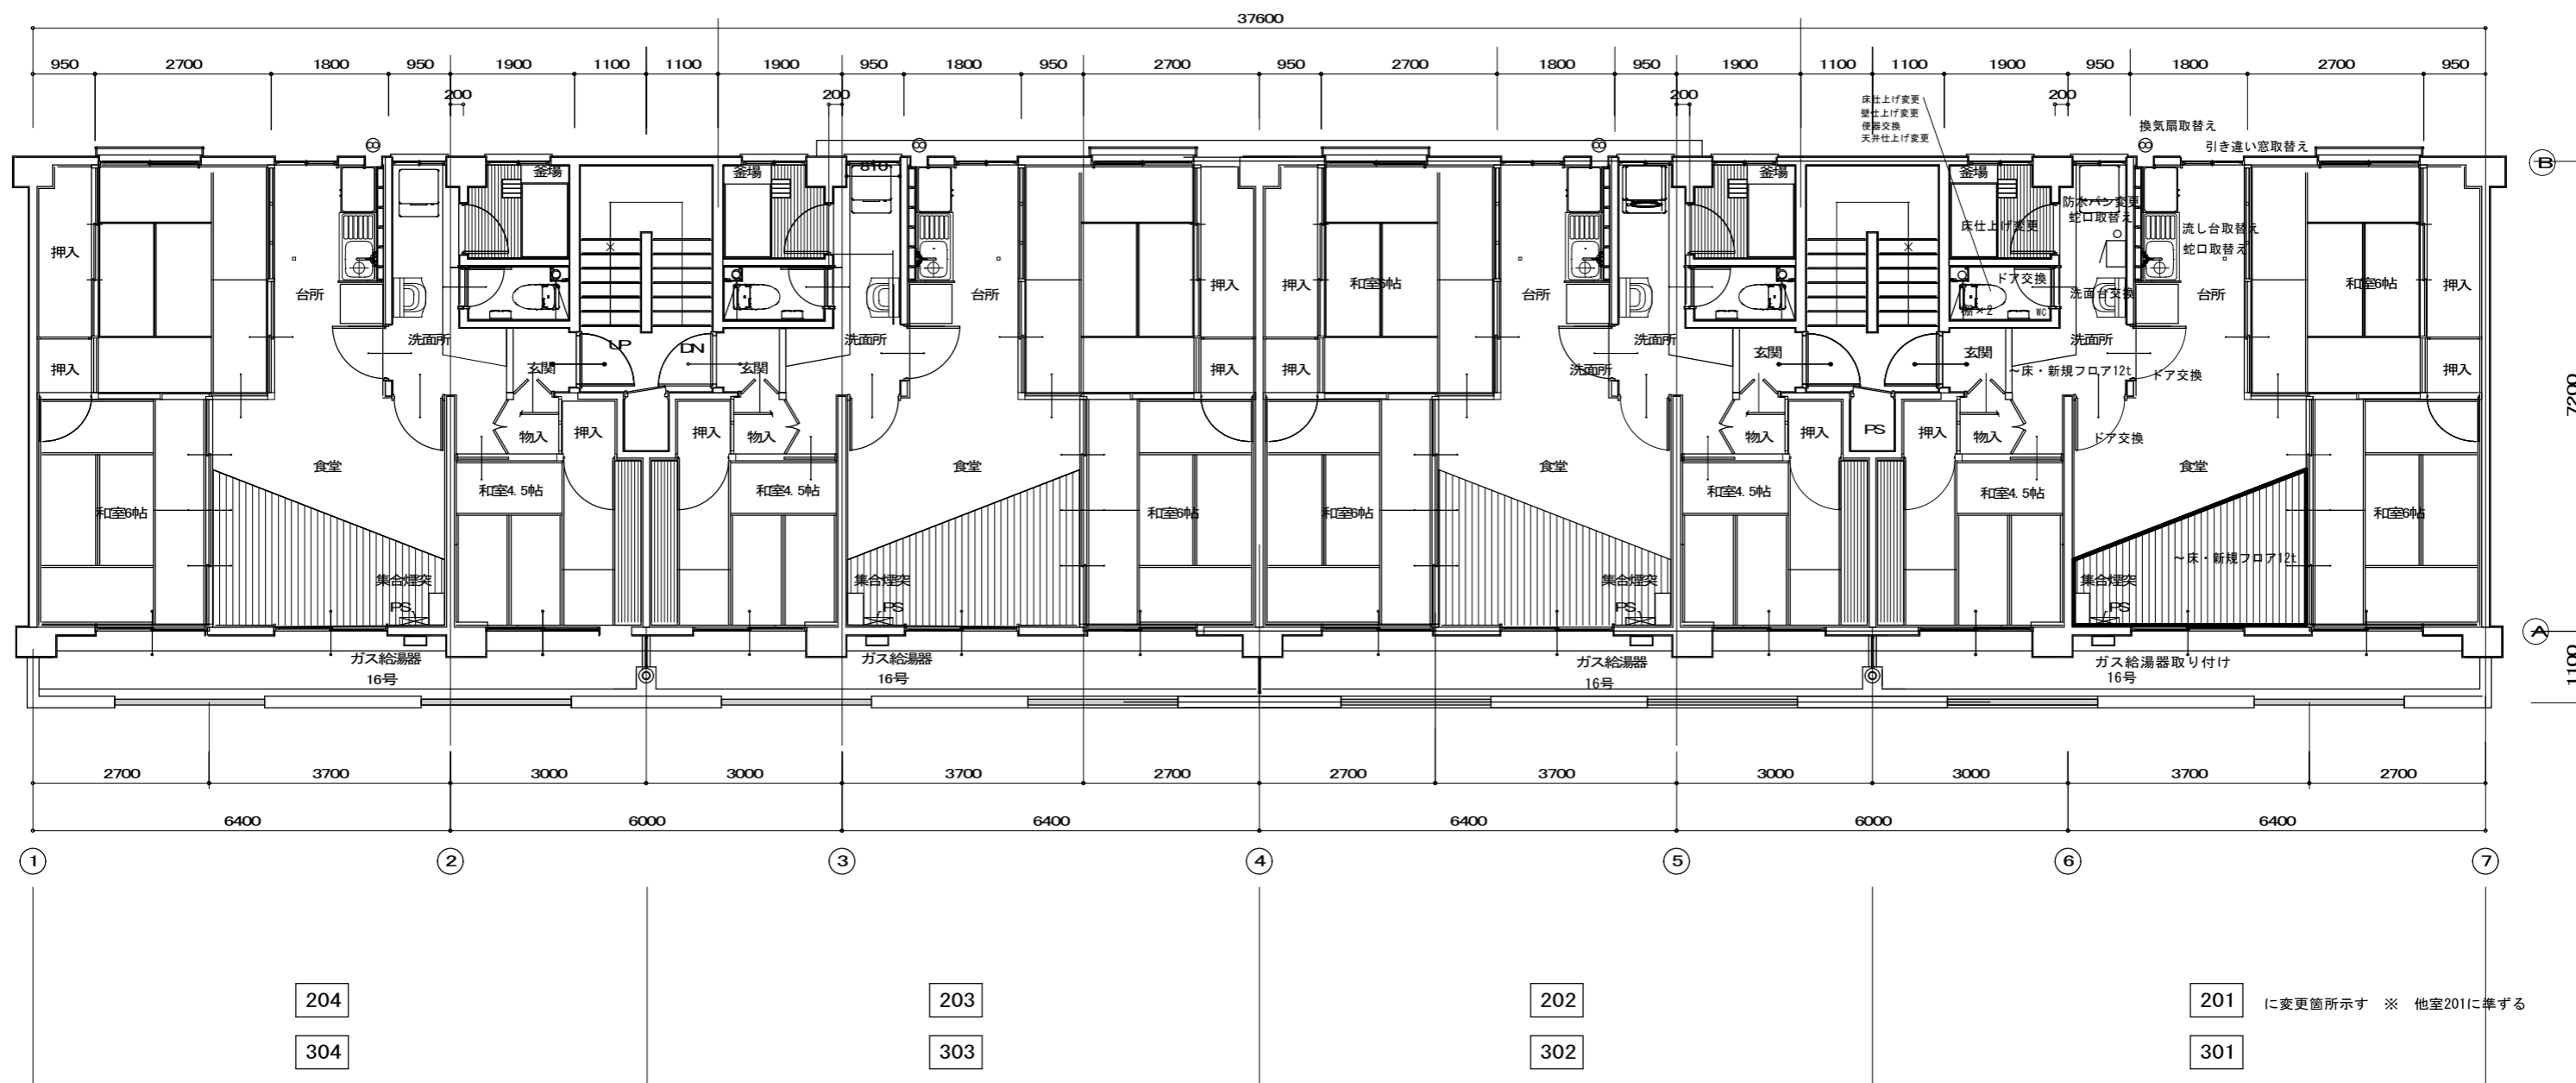 37600
950 2700 1800 950 1900 1100 1100 1900 950 1800 950 2700 950 2700 1800 950 1900 1100 1100 1900 950 1800 2700 950
200 200 200 200
床仕上げ変更
壁仕上げ変更
便器交換
天井仕上げ変更
換気扇取替え
引き違い窓取替え
B
釜場 釜場 810 釜場 釜場
防水パン変更
蛇口取替え
床仕上げ変更
流し台取替え
蛇口取替え
押入 台所 台所 押入 和室6帖 押入 台所 ドア交換 洗面台交換 台所 和室6帖 押入
棚×2 WC
洗面所 UP DN 洗面所 洗面所 洗面所
押入 玄関 玄関 押入 押入 洗面所 玄関 玄関 押入
～床・新規フロア12t
ドア交換
7200
物入 押入 押入 物入 物入 押入 PS 押入 物入
ドア交換
食堂 食堂 食堂 食堂
和室6帖 和室4.5帖 和室4.5帖 和室6帖 和室6帖 和室4.5帖 和室4.5帖 和室6帖
～床・新規フロア12t
集合煙突 集合煙突 集合煙突 集合煙突
PS PS PS PS
A
1100
ガス給湯器 ガス給湯器 ガス給湯器 ガス給湯器取り付け
16号 16号 16号 16号
2700 3700 3000 3000 3700 2700 2700 3700 3000 3000 3700 2700
6400 6000 6400 6400 6000 6400
1 2 3 4 5 6 7
204 203 202 201 に変更箇所示す ※ 他室201に準ずる
304 303 302 301